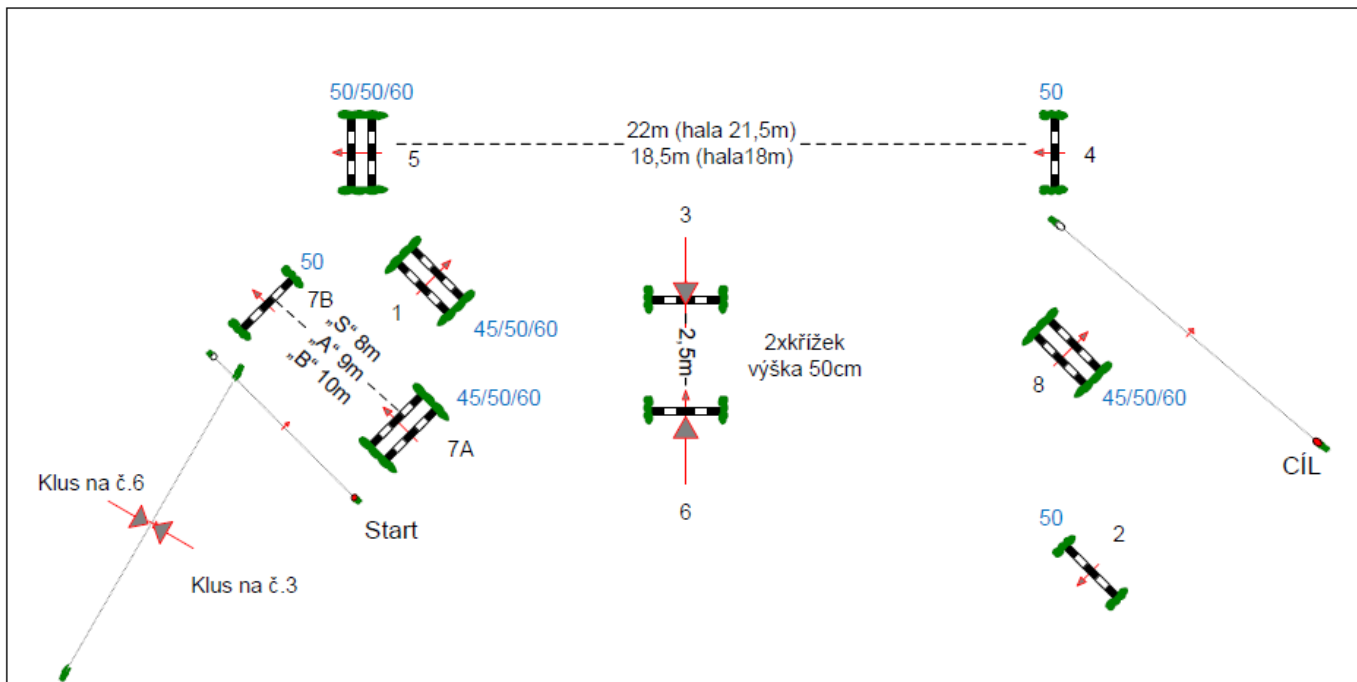 50/50/60
50
22m (hala 21,5m)
18,5m (hala18m)
5
4
3
50
7B
1
„S“ 8m
„A“ 9m
„B“ 10m
45/50/60
2,5m
2xkřížek
výška 50cm
8
45/50/60
45/50/60
7A
CÍL
Klus na č.6
Start
6
50
2
Klus na č.3